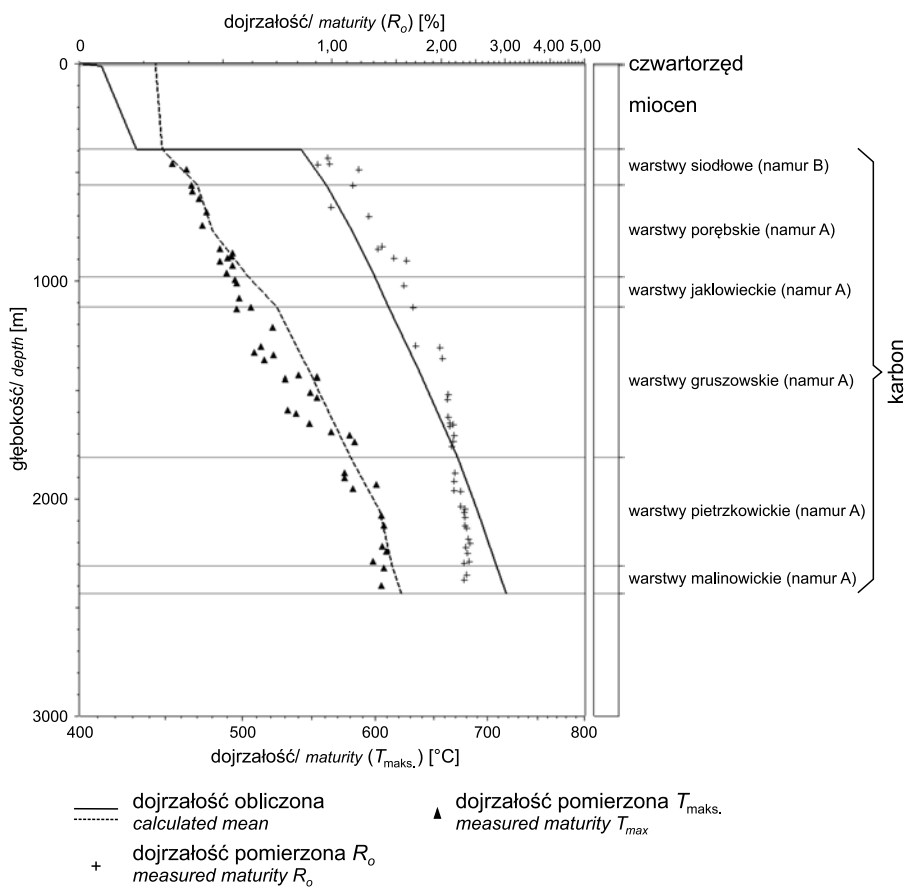 dojrzałość/ maturity (Ro) [%]
0 1,00 2,00 3,00 4,00 5,00
0
czwartorzęd
miocen
warstwy siodłowe (namur B)
warstwy porębskie (namur A)
1000
warstwy jaklowieckie (namur A)
głębokość/ depth [m]
karbon
warstwy gruszowskie (namur A)
2000
warstwy pietrzkowickie (namur A)
warstwy malinowickie (namur A)
3000
400 500 600 700 800
dojrzałość/ maturity (Tmaks.) [°C]
dojrzałość obliczona
calculated mean
dojrzałość pomierzona Tmaks.
measured maturity Tmax
dojrzałość pomierzona Ro
measured maturity Ro